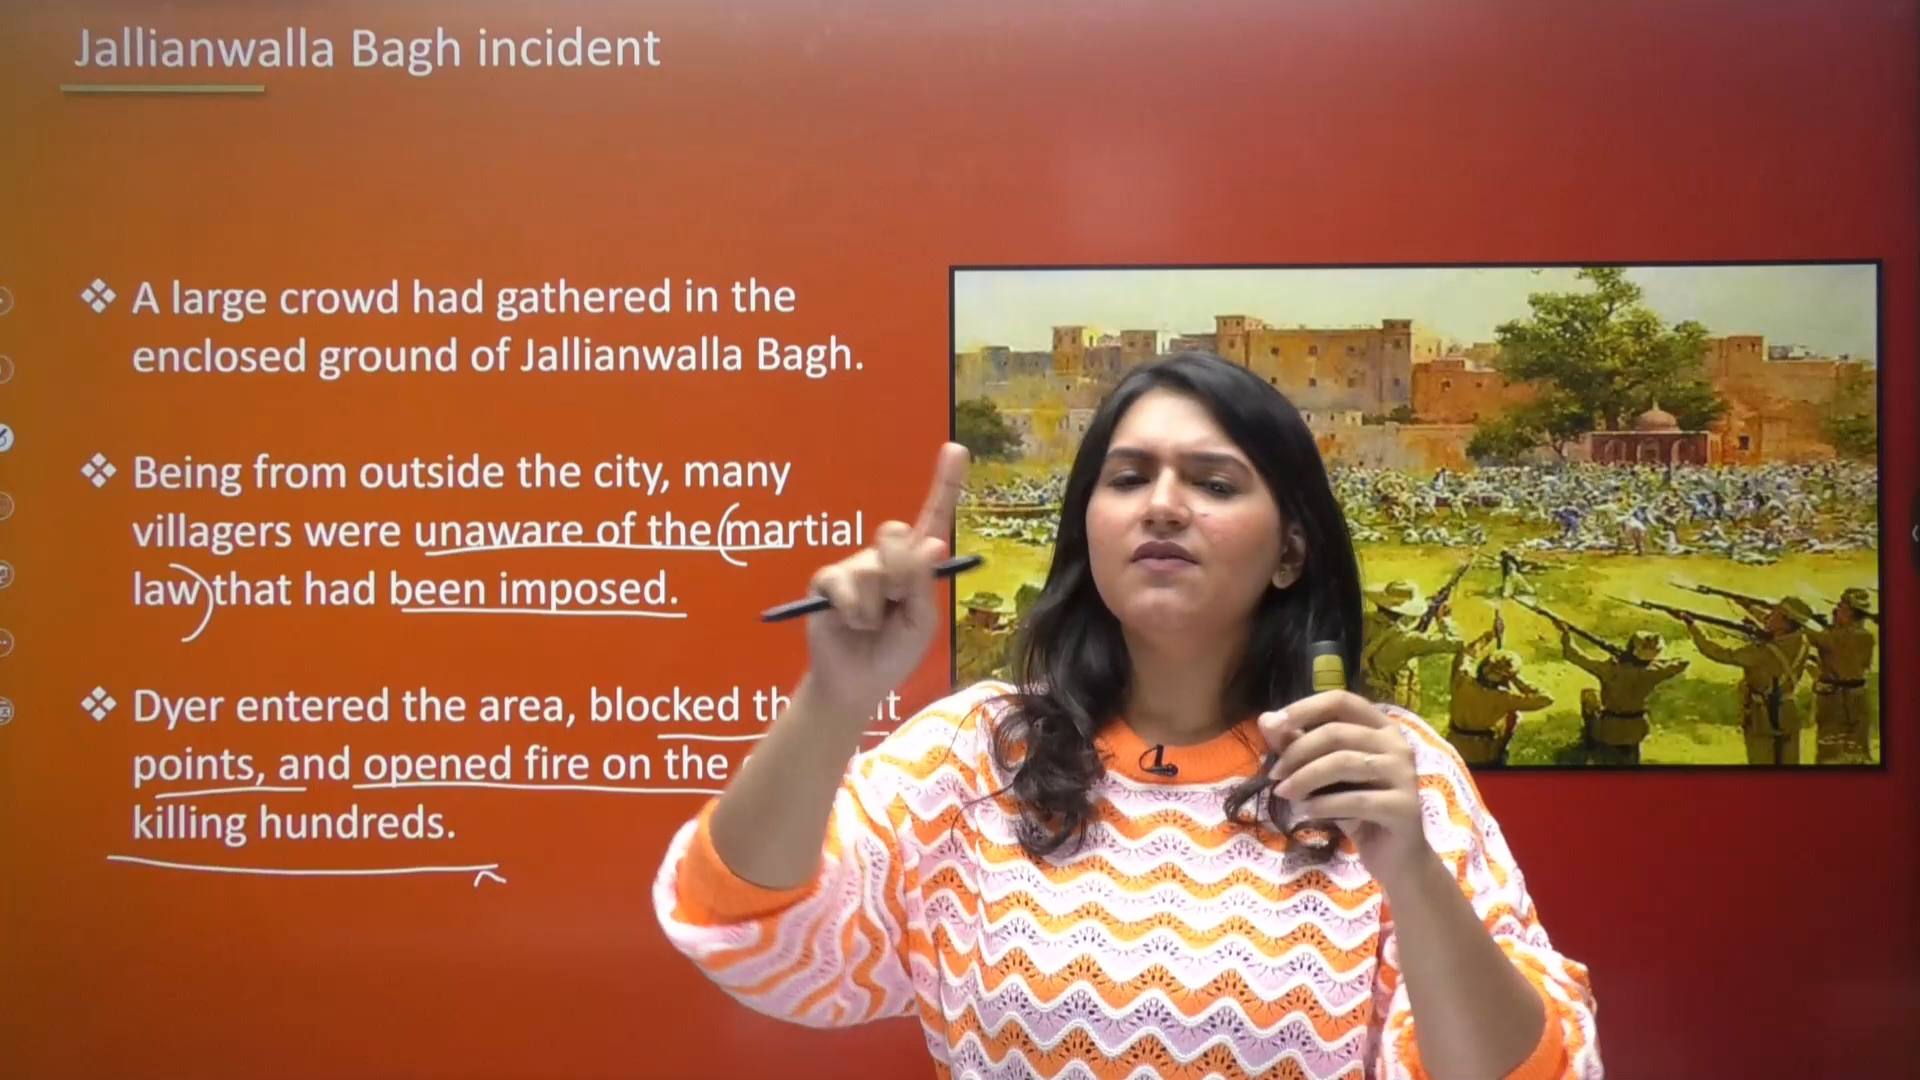 Jallianwalla Bagh incident
❖ A large crowd had gathered in the
enclosed ground of Jallianwalla Bagh.
❖ Being from outside the city, many
villagers were unaware of the (martial
law) that had been imposed.
❖ Dyer entered the area, blocked
points, and opened fire on the
killing hundreds.